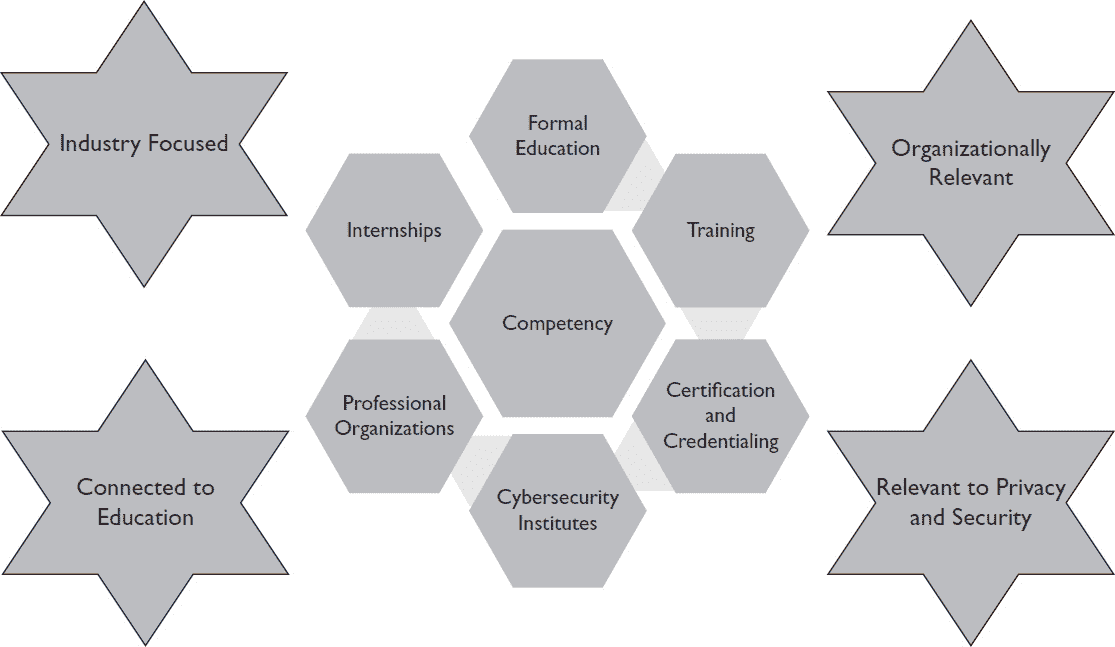 Industry Focused
Formal
Education
Organizationally
Relevant
Internships
Training
Competency
Professional
Organizations
Certification
and
Credentialing
Connected to
Education
Cybersecurity
Institutes
Relevant to Privacy
and Security